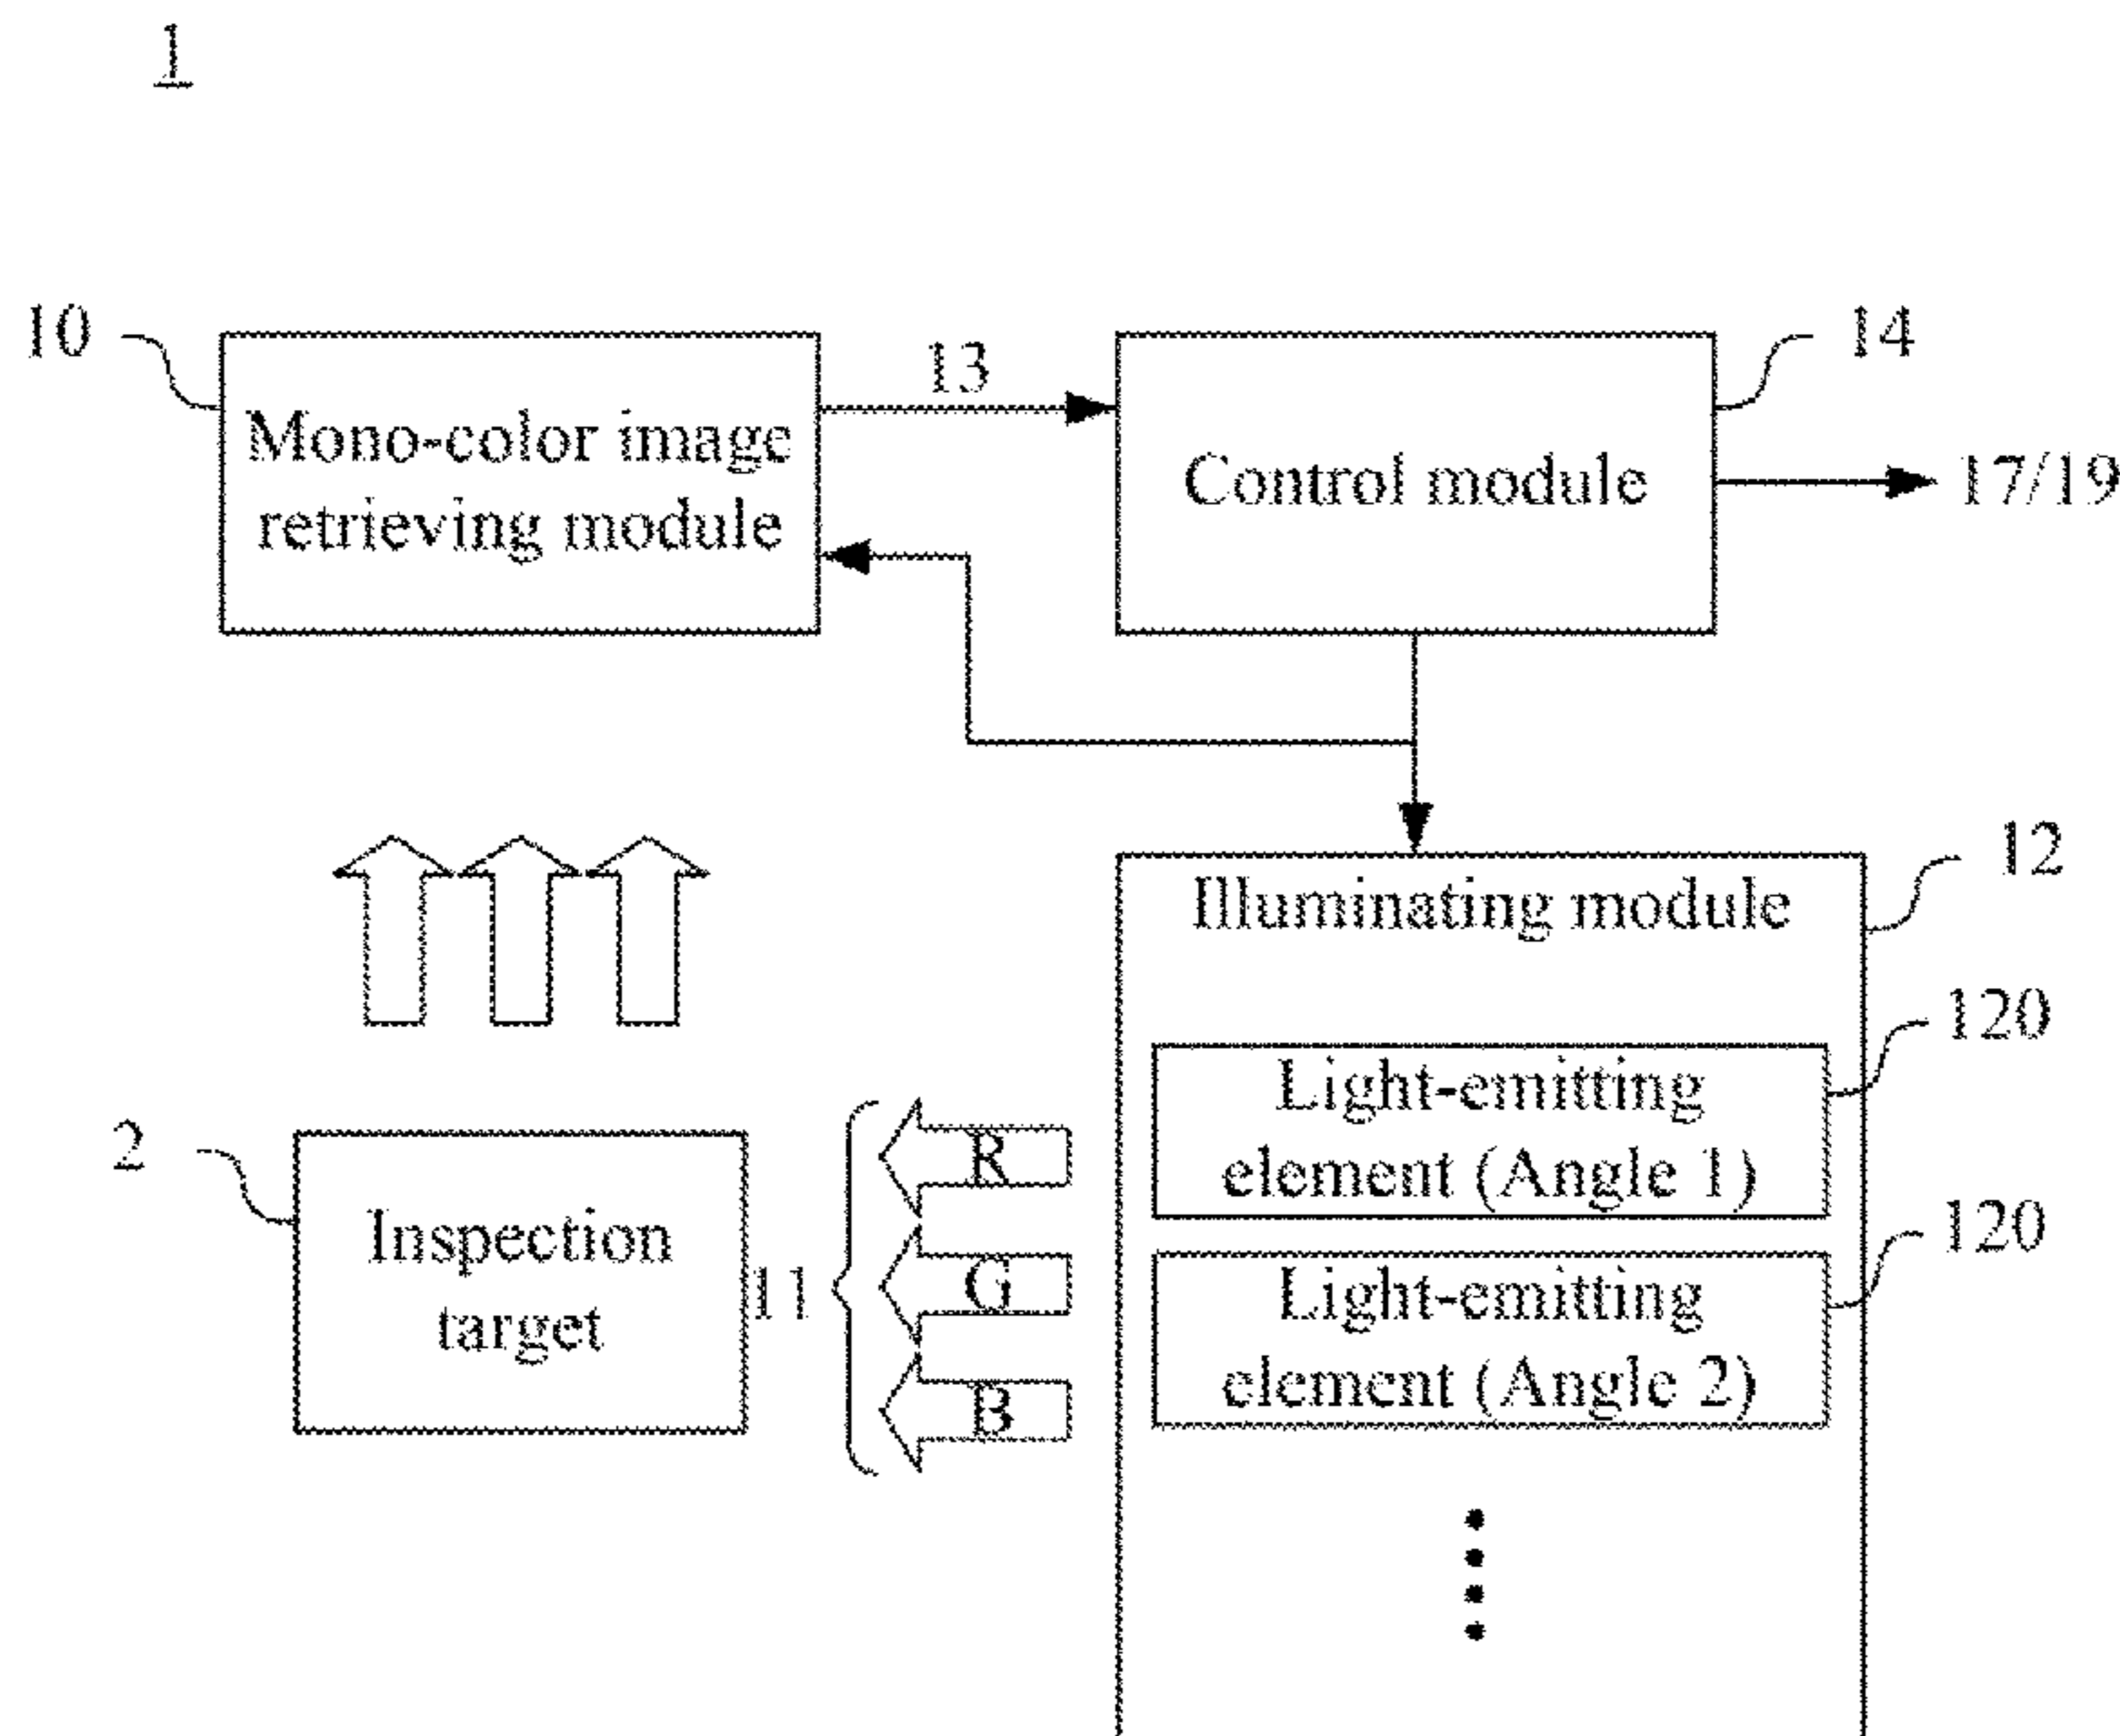 1
10
13
14
Mono-color image
retrieving module
Control module
17/19
12
Illuminating module
120
Light-emitting
element (Angle 1)
2
R
Inspection
target
11
G
120
Light-emitting
element (Angle 2)
B